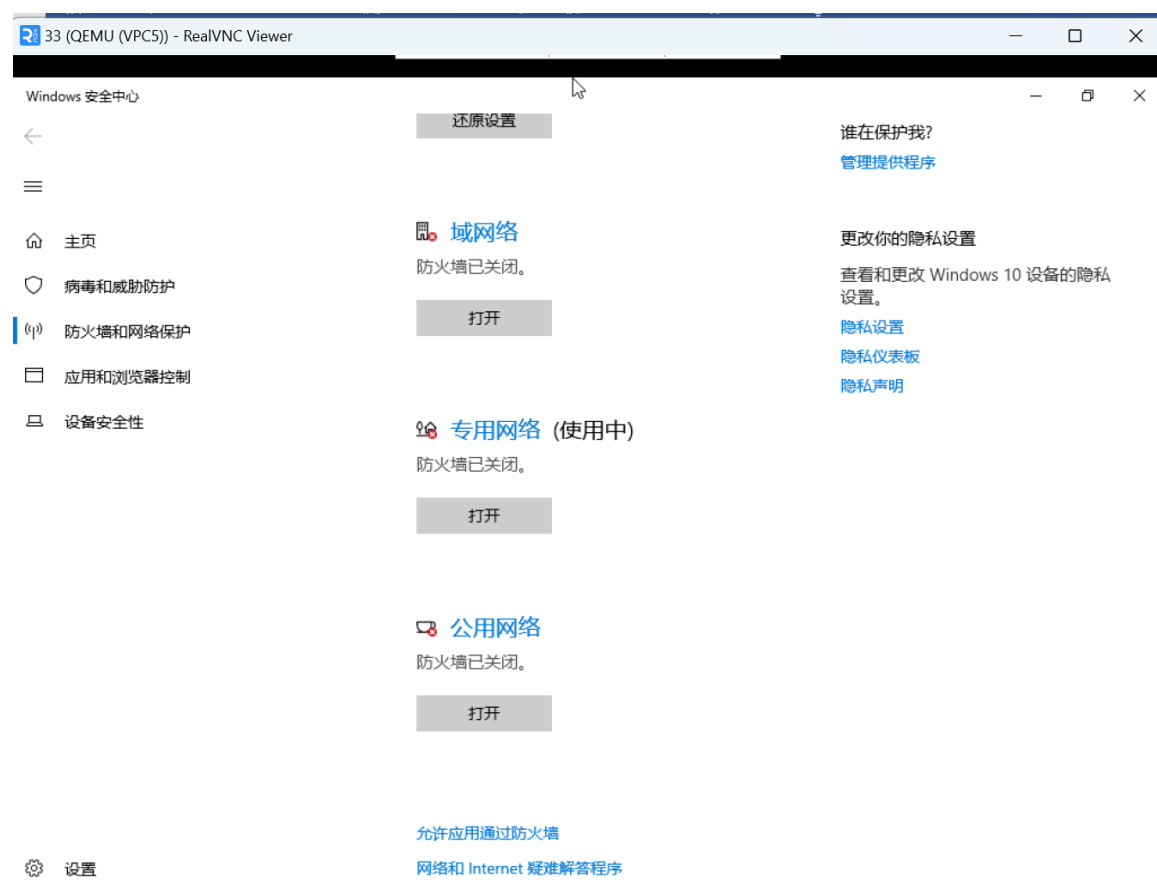 33 (QEMU (VPC5)) - RealVNC Viewer
Windows 安全中心
主页
病毒和威胁防护
防火墙和网络保护
应用和浏览器控制
设备安全性
设置
还原设置
域网络
防火墙已关闭。
打开
专用网络 (使用中)
防火墙已关闭。
打开
公用网络
防火墙已关闭。
打开
允许应用通过防火墙
网络和 Internet 疑难解答程序
谁在保护我?
管理提供程序
更改你的隐私设置
查看和更改 Windows 10 设备的隐私
设置。
隐私设置
隐私仪表板
隐私声明